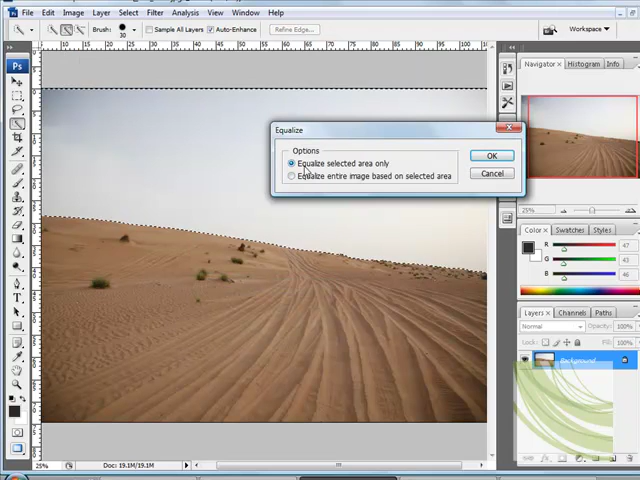 File Edit Image Layer Select Filter Analysis View Window Help
Brush: 30 Sample All Layers Auto-Enhance Refine Edge... Workspace
Ps
Navigator Histogram Info
Equalize
Options
Equalize selected area only
Equalize entire image based on selected area
OK
Cancel
25%
Color Swatches Styles
R 47
G 43
B 46
Layers Channels Paths
Normal Opacity: 100%
Lock: Fill: 100%
Background
25% Doc: 19.1M/19.1M